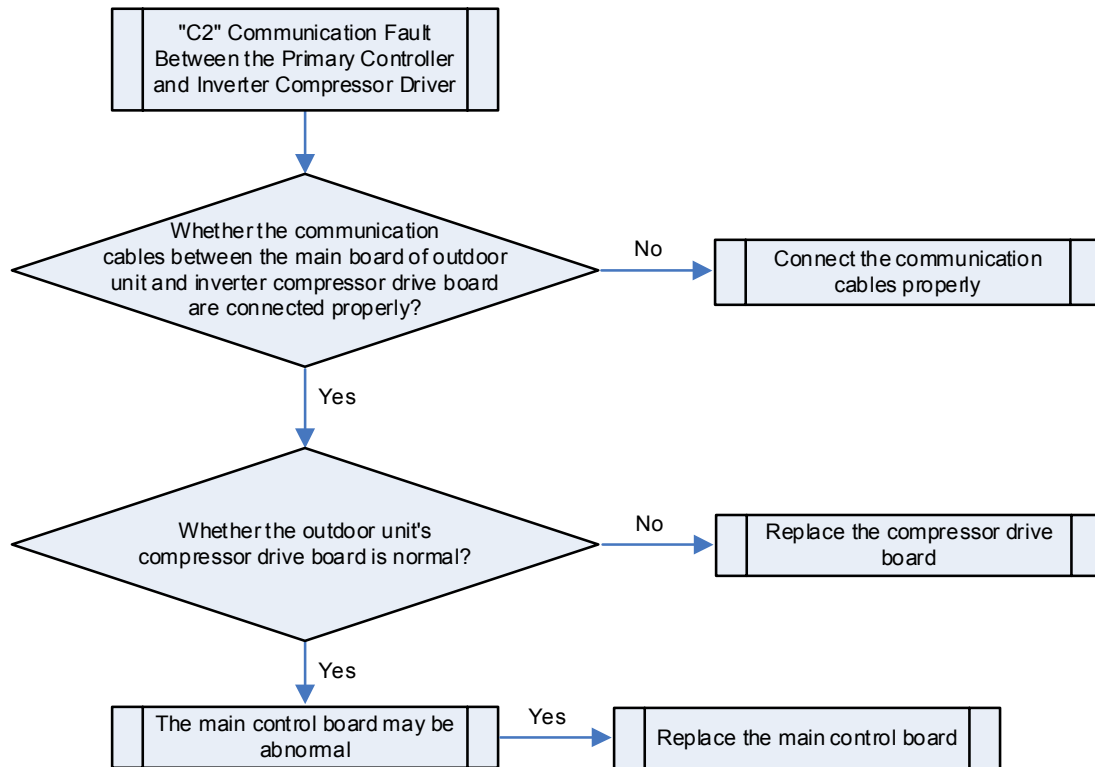 "C2" Communication Fault
Between the Primary Controller
and Inverter Compressor Driver
Whether the communication
cables between the main board of outdoor
unit and inverter compressor drive board
are connected properly?
No
Connect the communication
cables properly
Yes
Whether the outdoor unit's
compressor drive board is normal?
No
Replace the compressor drive
board
Yes
The main control board may be
abnormal
Yes
Replace the main control board